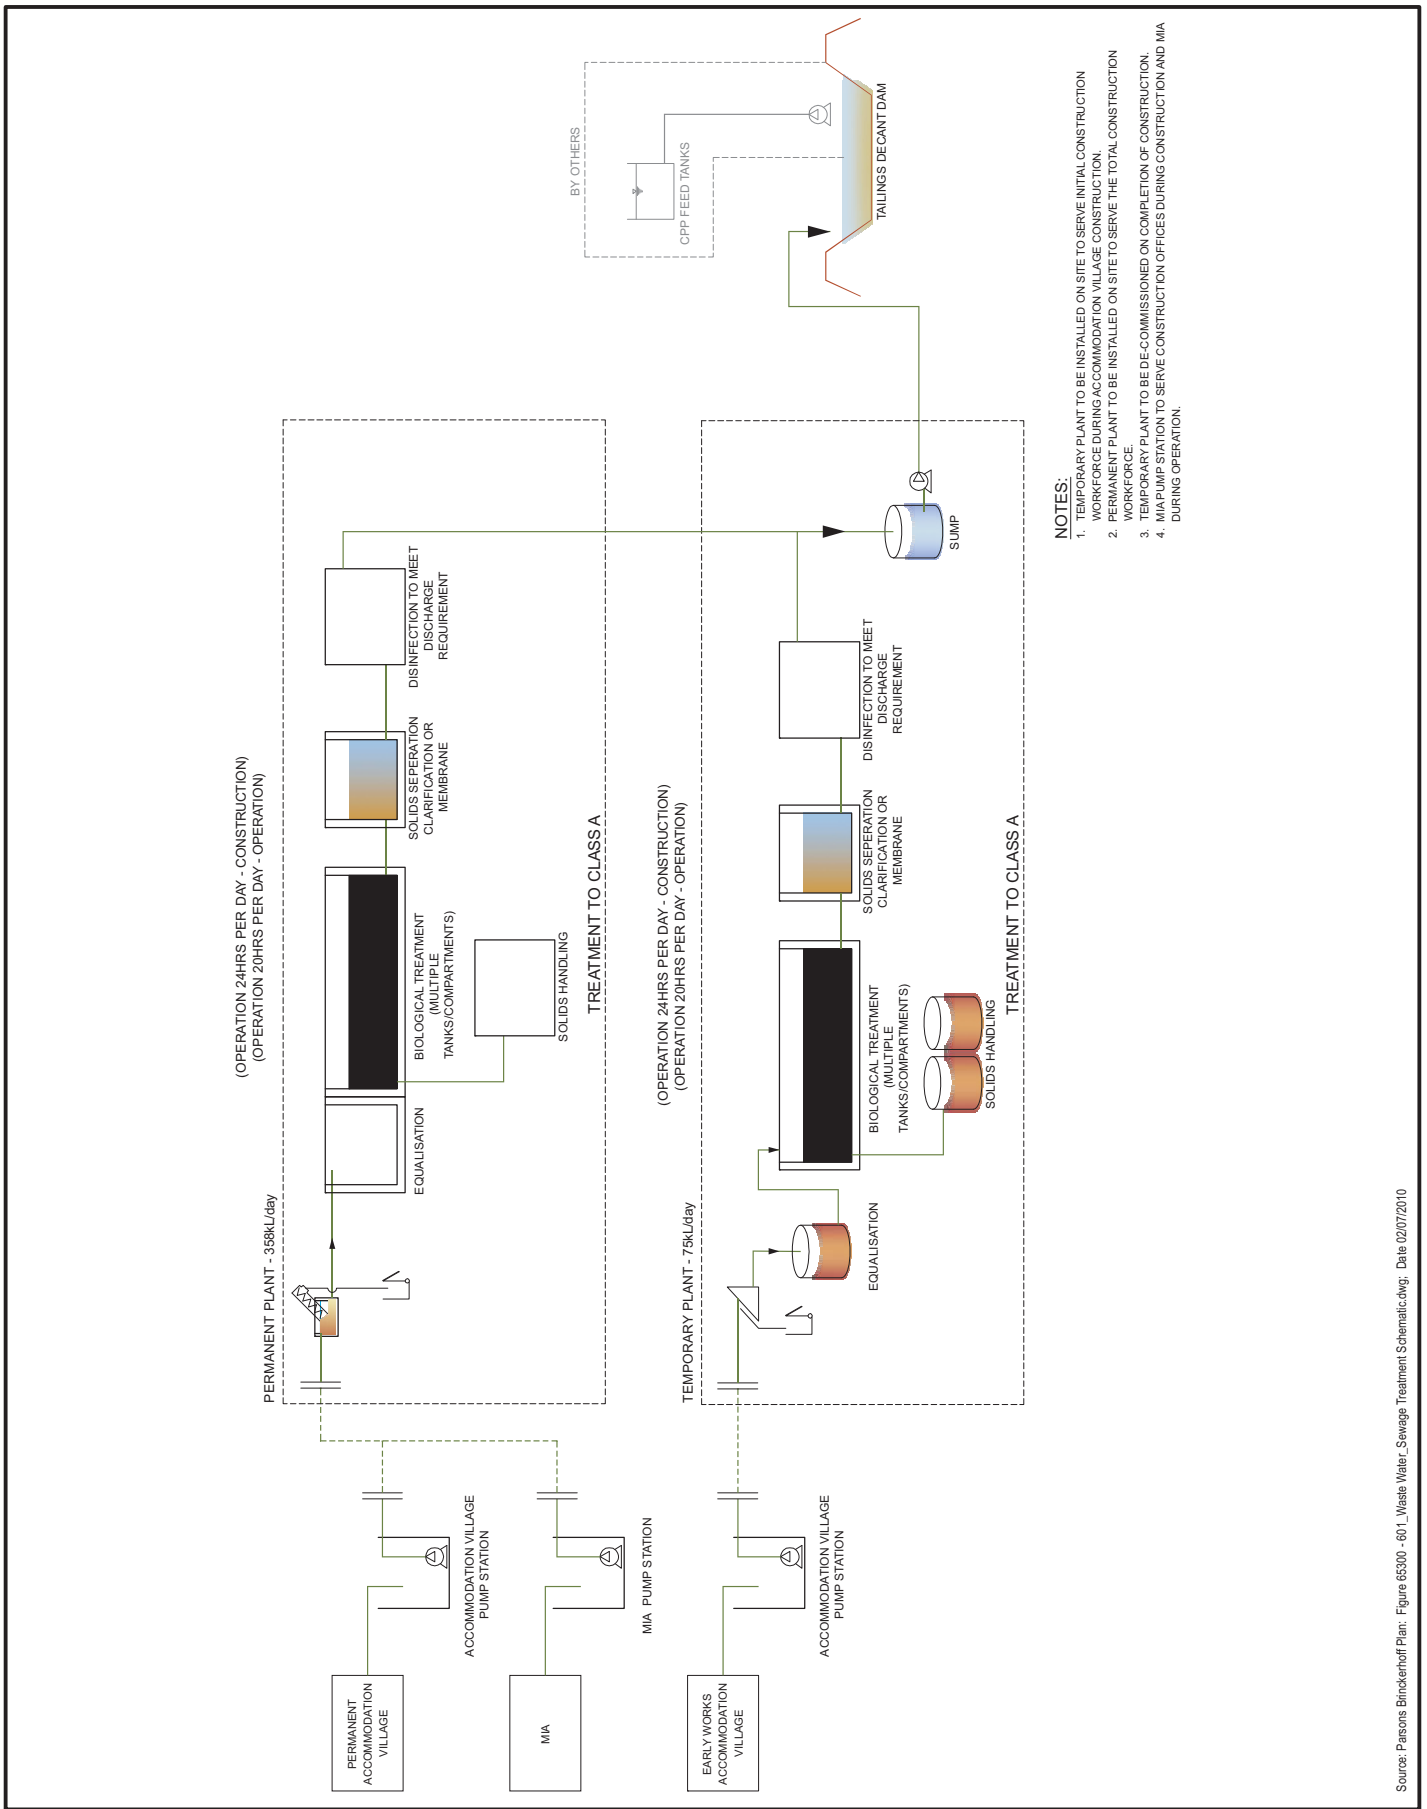 PERMANENT
ACCOMMODATION
VILLAGE
ACCOMMODATION VILLAGE
PUMP STATION
MIA
MIA PUMP STATION
EARLY WORKS
ACCOMMODATION
VILLAGE
ACCOMMODATION VILLAGE
PUMP STATION
(OPERATION 24HRS PER DAY - CONSTRUCTION)
(OPERATION 20HRS PER DAY - OPERATION)
PERMANENT PLANT - 358kL/day
EQUALISATION
BIOLOGICAL TREATMENT
(MULTIPLE
TANKS/COMPARTMENTS)
SOLIDS SEPERATION
CLARIFICATION OR
MEMBRANE
DISINFECTION TO MEET
DISCHARGE
REQUIREMENT
SOLIDS HANDLING
TREATMENT TO CLASS A
(OPERATION 24HRS PER DAY - CONSTRUCTION)
(OPERATION 20HRS PER DAY - OPERATION)
TEMPORARY PLANT - 75kL/day
EQUALISATION
BIOLOGICAL TREATMENT
(MULTIPLE
TANKS/COMPARTMENTS)
SOLIDS SEPERATION
CLARIFICATION OR
MEMBRANE
DISINFECTION TO MEET
DISCHARGE
REQUIREMENT
SOLIDS HANDLING
TREATMENT TO CLASS A
SUMP
BY OTHERS
CPP FEED TANKS
TAILINGS DECANT DAM
NOTES:
1. TEMPORARY PLANT TO BE INSTALLED ON SITE TO SERVE INITIAL CONSTRUCTION
WORKFORCE DURING ACCOMMODATION VILLAGE CONSTRUCTION.
2. PERMANENT PLANT TO BE INSTALLED ON SITE TO SERVE THE TOTAL CONSTRUCTION
WORKFORCE.
3. TEMPORARY PLANT TO BE DE-COMMISSIONED ON COMPLETION OF CONSTRUCTION.
4. MIA PUMP STATION TO SERVE CONSTRUCTION OFFICES DURING CONSTRUCTION AND MIA
DURING OPERATION.
Source: Parsons Brinckerhoff Plan: Figure 65300 - 601_Waste Water_Sewage Treatment Schematic.dwg; Date 02/07/2010